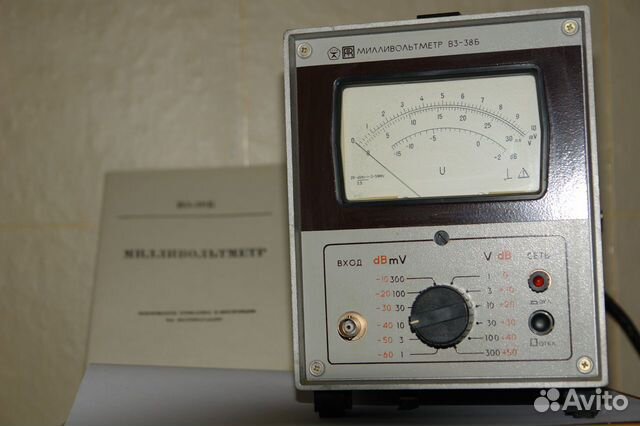 МИЛЛИВОЛЬТМЕТР В3-38Б
0 1 2 3 4 5 6 7 8 9 10
mV
0 5 10 15 20 25 30
-15 -10 -5 0 -2 dB
U
МИЛЛИВОЛЬТМЕТР
ВХОД dB mV V dB СЕТЬ
-10 300 1 0
-20 100 3 +10
-30 30 10 +20
-40 10 30 +30
-50 3 100 +40
-60 1 300 +50
ВКЛ.
ОТКЛ.
Avito